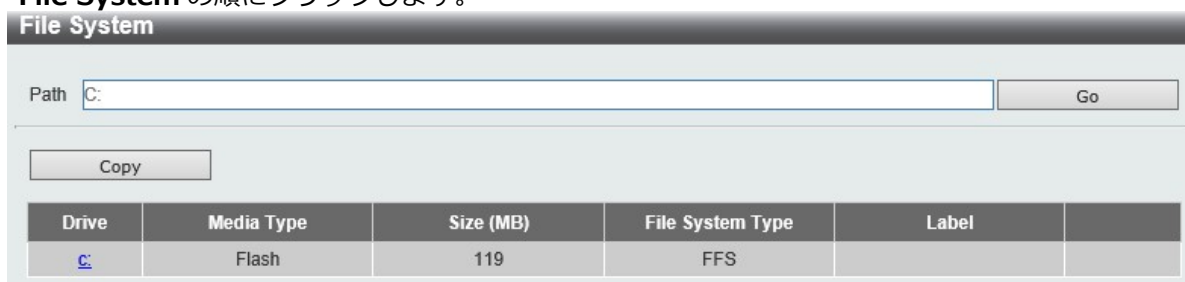 File System の順にクリックします。
File System
Path C: Go
Copy
Drive Media Type Size (MB) File System Type Label
c: Flash 119 FFS